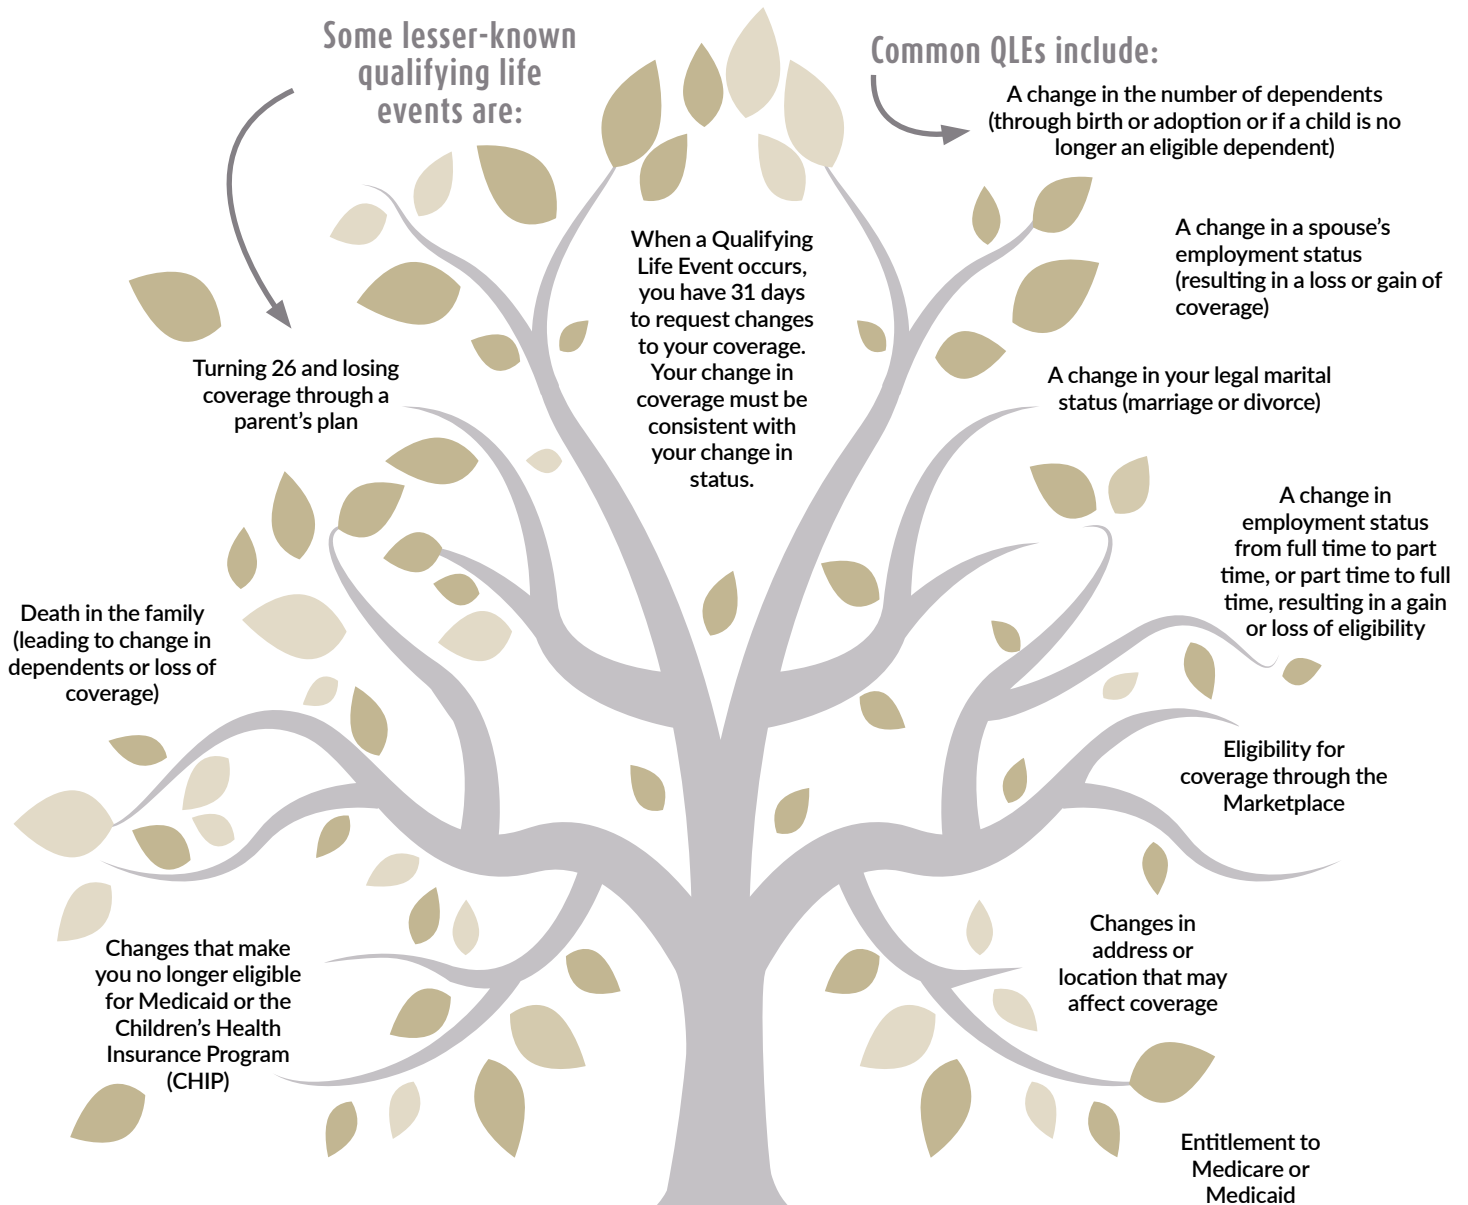 Some lesser-known
qualifying life
events are:
Turning 26 and losing
coverage through a
parent’s plan
Death in the family
(leading to change in
dependents or loss of
coverage)
Changes that make
you no longer eligible
for Medicaid or the
Children’s Health
Insurance Program
(CHIP)
When a Qualifying
Life Event occurs,
you have 31 days
to request changes
to your coverage.
Your change in
coverage must be
consistent with
your change in
status.
Common QLEs include:
A change in the number of dependents
(through birth or adoption or if a child is no
longer an eligible dependent)
A change in a spouse’s
employment status
(resulting in a loss or gain of
coverage)
A change in your legal marital
status (marriage or divorce)
A change in
employment status
from full time to part
time, or part time to full
time, resulting in a gain
or loss of eligibility
Eligibility for
coverage through the
Marketplace
Changes in
address or
location that may
affect coverage
Entitlement to
Medicare or
Medicaid